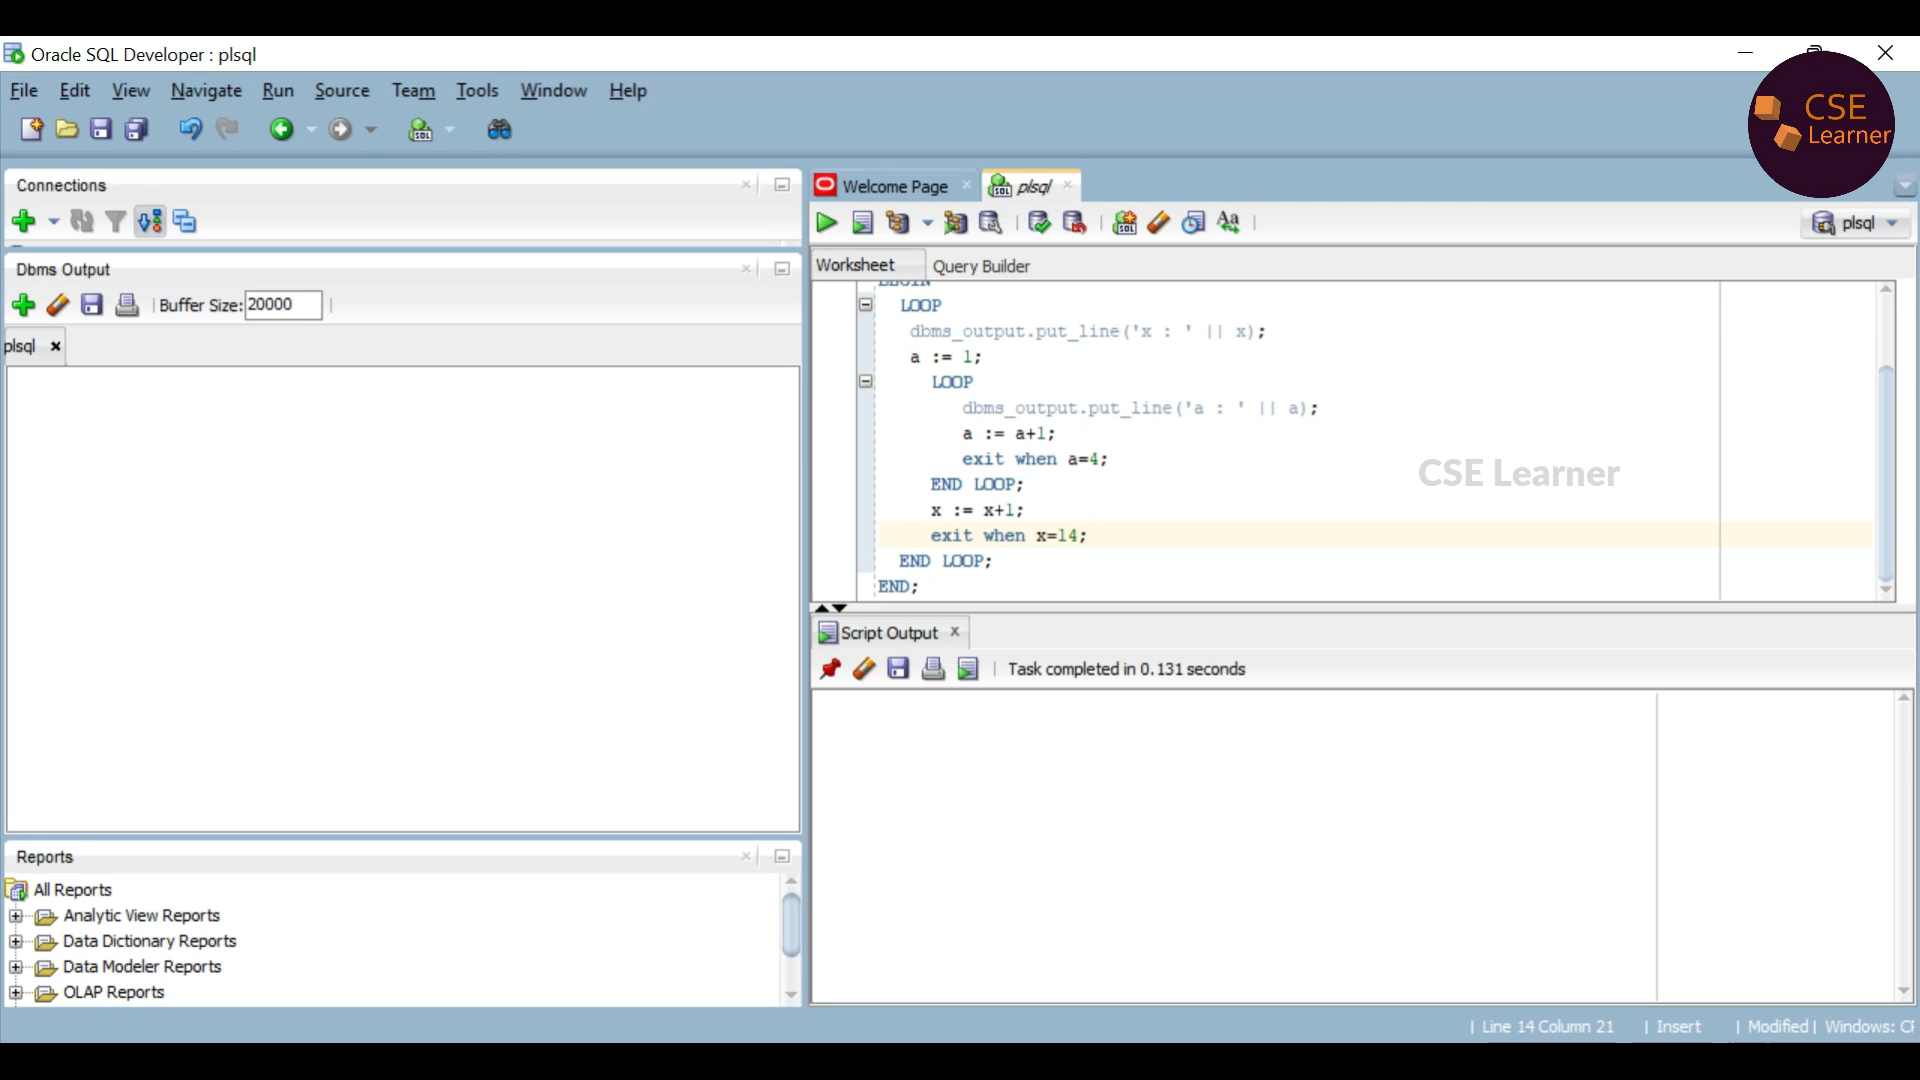 Oracle SQL Developer : plsql
File Edit View Navigate Run Source Team Tools Window Help
CSE
Learner
Connections
Welcome Page
plsql
plsql
Dbms Output
Worksheet
Query Builder
Buffer Size: 20000
plsql
BEGIN
LOOP
dbms_output.put_line('x : ' || x);
a := 1;
LOOP
dbms_output.put_line('a : ' || a);
a := a+1;
exit when a=4;
END LOOP;
x := x+1;
exit when x=14;
END LOOP;
END;
CSE Learner
Script Output
Task completed in 0.131 seconds
Reports
All Reports
Analytic View Reports
Data Dictionary Reports
Data Modeler Reports
OLAP Reports
| Line 14 Column 21 | Insert | Modified | Windows: